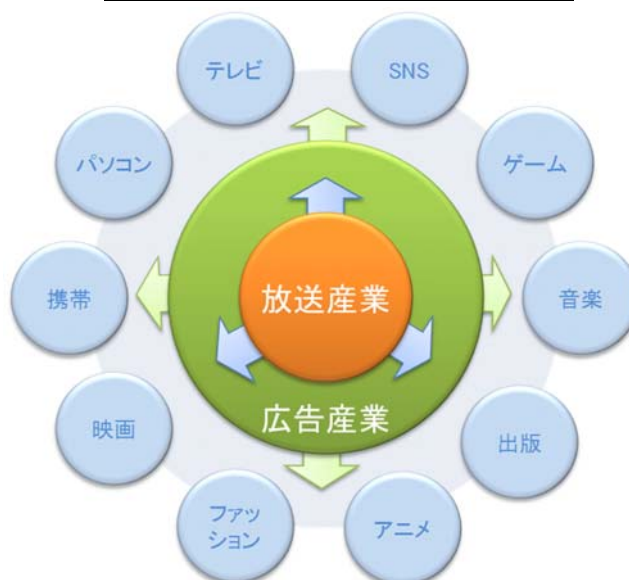 テレビ
SNS
パソコン
ゲーム
携帯
放送産業
音楽
広告産業
映画
出版
ファッ
ション
アニメ